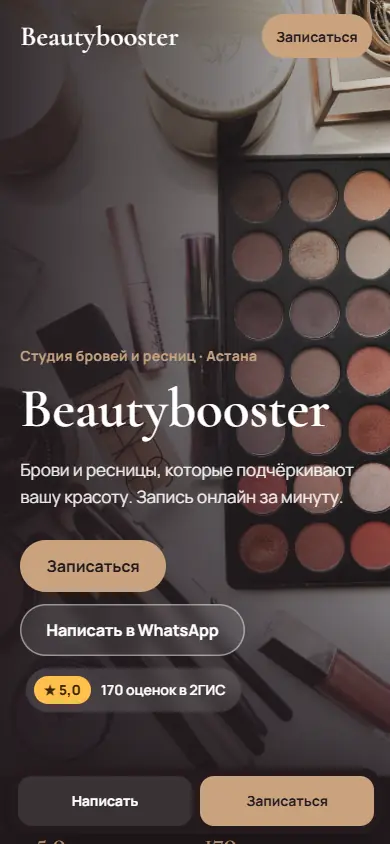 Beautybooster
Записаться
Студия бровей и ресниц · Астана
Beautybooster
Брови и ресницы, которые подчёркивают
вашу красоту. Запись онлайн за минуту.
Записаться
Написать в WhatsApp
★ 5,0 170 оценок в 2ГИС
Написать
Записаться